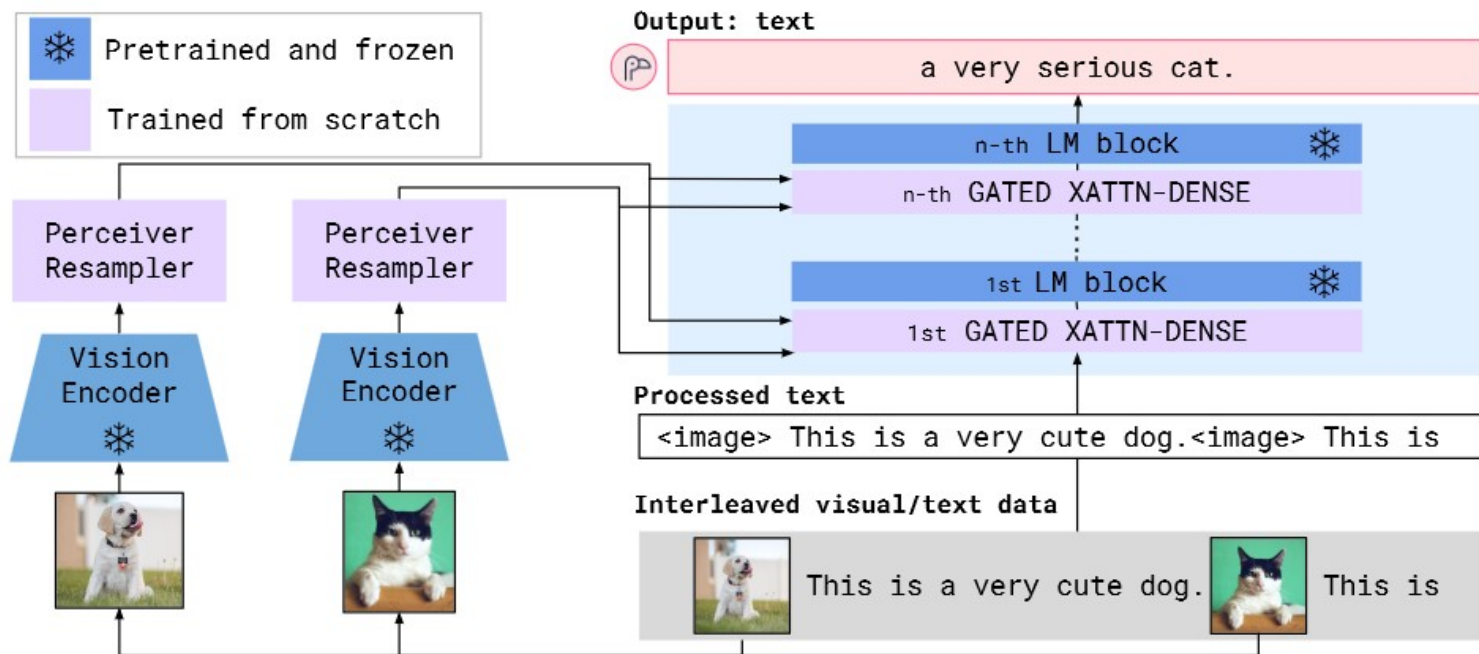 Pretrained and frozen
Trained from scratch
Perceiver
Resampler
Perceiver
Resampler
Vision
Encoder
Vision
Encoder
Output: text
a very serious cat.
n-th LM block
n-th GATED XATTN-DENSE
1st LM block
1st GATED XATTN-DENSE
Processed text
<image> This is a very cute dog.<image> This is
Interleaved visual/text data
This is a very cute dog.
This is